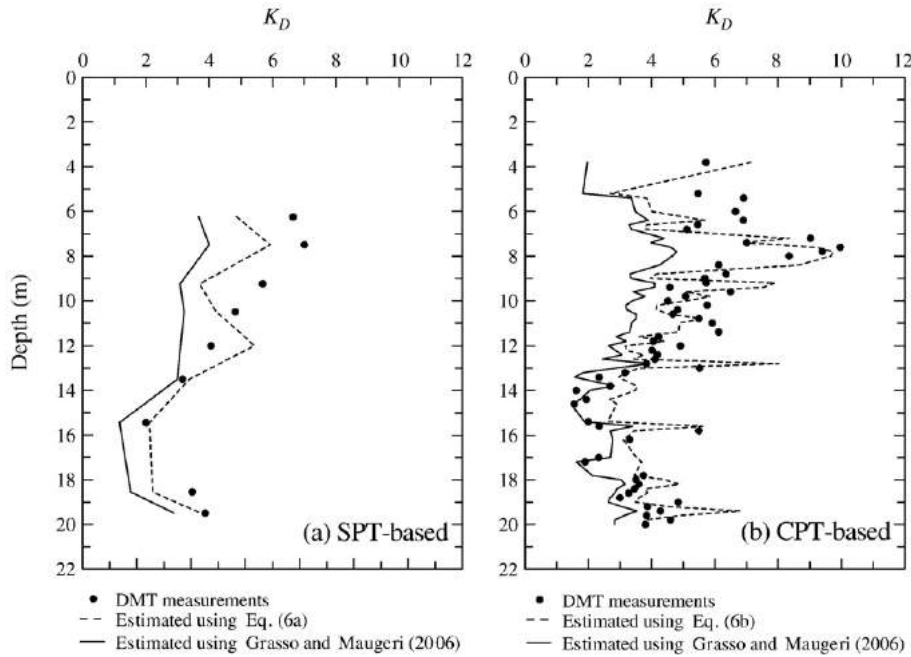 K_D K_D
0 2 4 6 8 10 12 0 2 4 6 8 10 12
0 0
2 2
4 4
6 6
8 8
10 10
12 12
14 14
16 16
18 18
20 20
22 22
Depth (m)
(a) SPT-based (b) CPT-based
DMT measurements DMT measurements
Estimated using Eq. (6a) Estimated using Eq. (6b)
Estimated using Grasso and Maugeri (2006) Estimated using Grasso and Maugeri (2006)